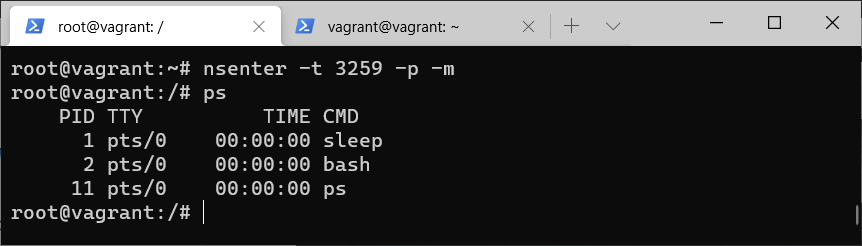 root@vagrant: /
vagrant@vagrant: ~
root@vagrant:~# nsenter -t 3259 -p -m
root@vagrant:/# ps
    PID TTY          TIME CMD
      1 pts/0    00:00:00 sleep
      2 pts/0    00:00:00 bash
     11 pts/0    00:00:00 ps
root@vagrant:/#